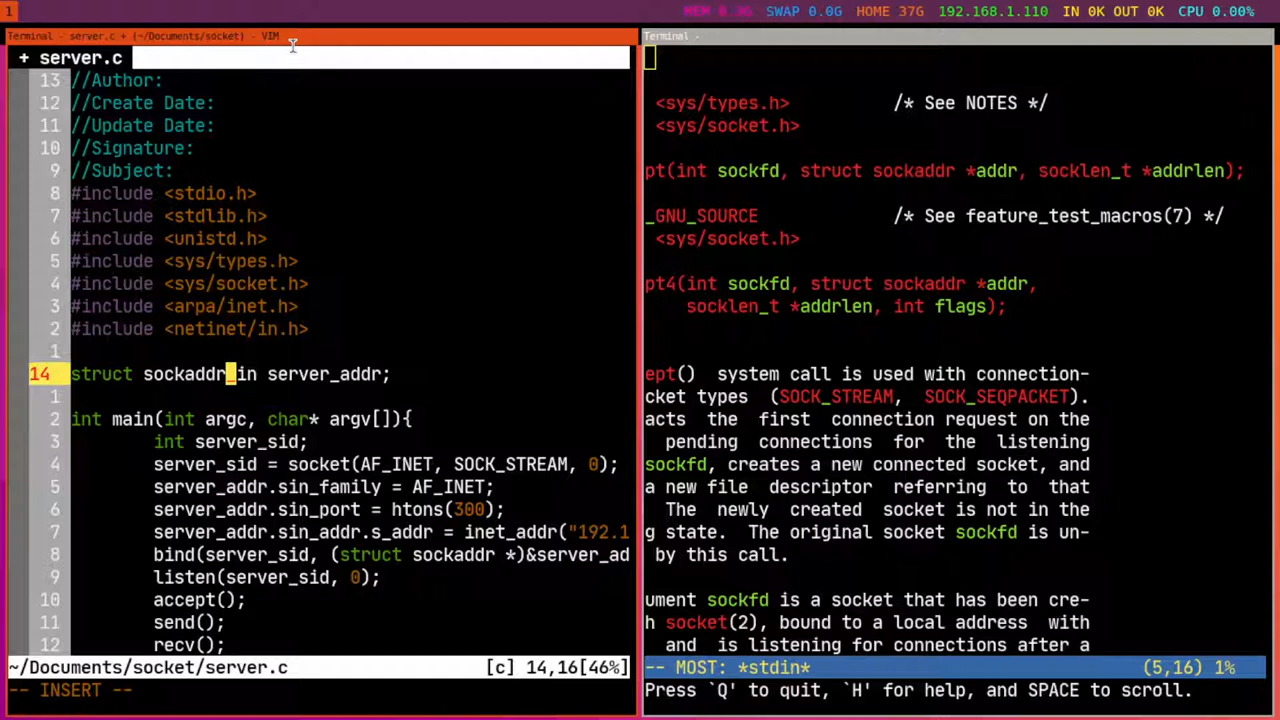 1
MEM 8.3G SWAP 0.0G HOME 37G 192.168.1.110 IN 0K OUT 0K CPU 0.00%
Terminal - server.c + (~/Documents/socket) - VIM
+ server.c
13 //Author:
12 //Create Date:
11 //Update Date:
10 //Signature:
9 //Subject:
8 #include <stdio.h>
7 #include <stdlib.h>
6 #include <unistd.h>
5 #include <sys/types.h>
4 #include <sys/socket.h>
3 #include <arpa/inet.h>
2 #include <netinet/in.h>
1
14 struct sockaddr_in server_addr;
1
2 int main(int argc, char* argv[]){
3 int server_sid;
4 server_sid = socket(AF_INET, SOCK_STREAM, 0);
5 server_addr.sin_family = AF_INET;
6 server_addr.sin_port = htons(300);
7 server_addr.sin_addr.s_addr = inet_addr("192.1
8 bind(server_sid, (struct sockaddr *)&server_ad
9 listen(server_sid, 0);
10 accept();
11 send();
12 recv();
~/Documents/socket/server.c [c] 14,16[46%]
-- INSERT --
Terminal -
<sys/types.h> /* See NOTES */
<sys/socket.h>
pt(int sockfd, struct sockaddr *addr, socklen_t *addrlen);
_GNU_SOURCE /* See feature_test_macros(7) */
<sys/socket.h>
pt4(int sockfd, struct sockaddr *addr,
socklen_t *addrlen, int flags);
ept() system call is used with connection-
cket types (SOCK_STREAM, SOCK_SEQPACKET).
acts the first connection request on the
pending connections for the listening
sockfd, creates a new connected socket, and
a new file descriptor referring to that
The newly created socket is not in the
g state. The original socket sockfd is un-
by this call.
ument sockfd is a socket that has been cre-
h socket(2), bound to a local address with
and is listening for connections after a
-- MOST: *stdin* (5,16) 1%
Press `Q' to quit, `H' for help, and SPACE to scroll.